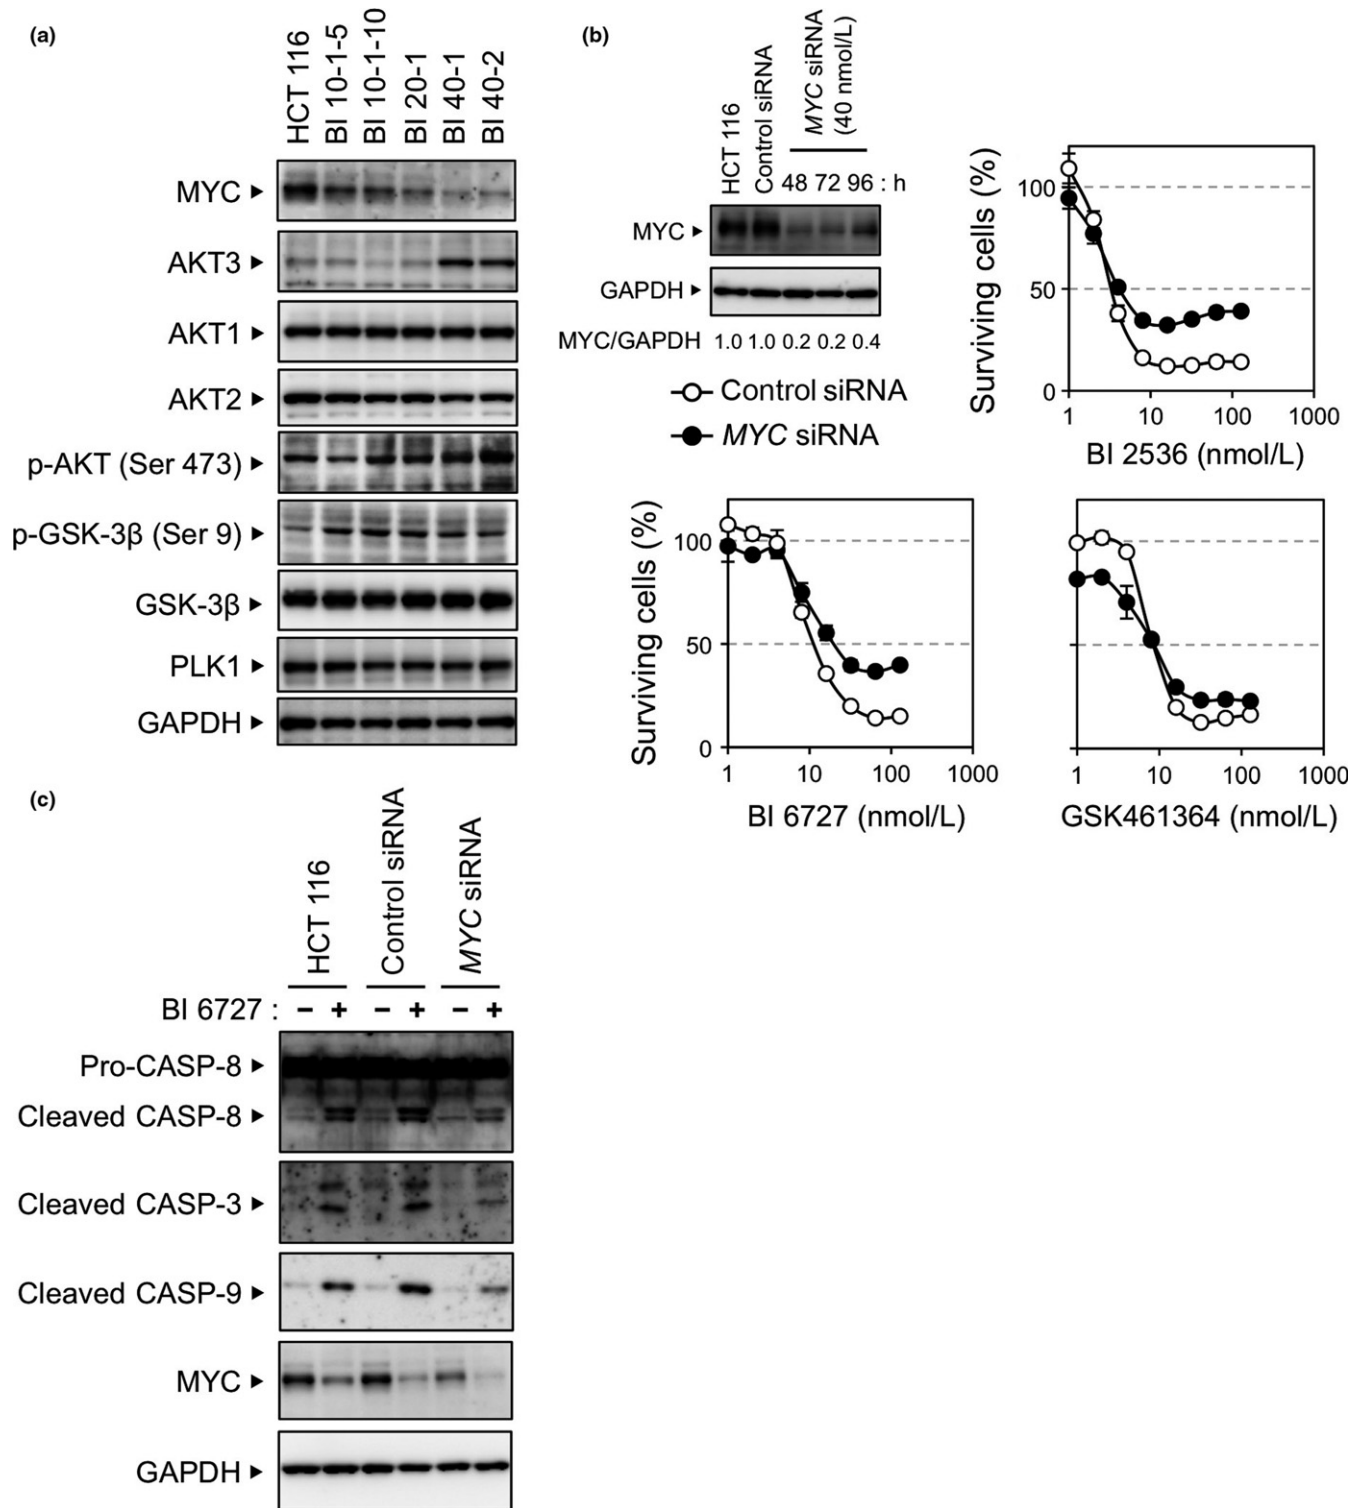 (a)
HCT 116
BI 10-1-5
BI 10-1-10
BI 20-1
BI 40-1
BI 40-2
MYC
AKT3
AKT1
AKT2
p-AKT (Ser 473)
p-GSK-3β (Ser 9)
GSK-3β
PLK1
GAPDH
(b)
HCT 116
Control siRNA
MYC siRNA
(40 nmol/L)
48 72 96 : h
MYC
GAPDH
MYC/GAPDH 1.0 1.0 0.2 0.2 0.4
Control siRNA
MYC siRNA
Surviving cells (%)
100
50
0
1 10 100 1000
BI 2536 (nmol/L)
Surviving cells (%)
100
50
0
1 10 100 1000
BI 6727 (nmol/L)
1 10 100 1000
GSK461364 (nmol/L)
(c)
HCT 116
Control siRNA
MYC siRNA
BI 6727 : − + − + − +
Pro-CASP-8
Cleaved CASP-8
Cleaved CASP-3
Cleaved CASP-9
MYC
GAPDH